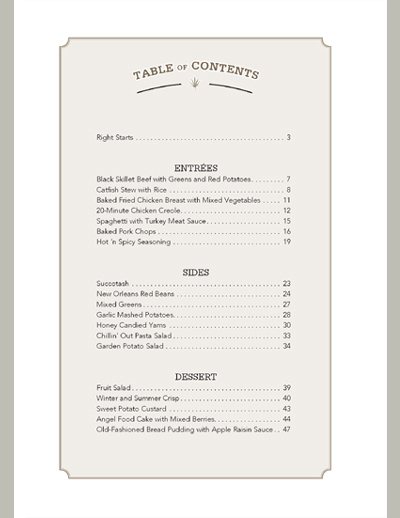 TABLE OF CONTENTS
Right Starts . . . . . . . . . . . . . . . . . . . . . . . . . . . . . . . . . . . . 3
ENTRÉES
Black Skillet Beef with Greens and Red Potatoes. . . . . . . . . 7
Catfish Stew with Rice . . . . . . . . . . . . . . . . . . . . . . . . . . . . 8
Baked Fried Chicken Breast with Mixed Vegetables . . . . . . 11
20-Minute Chicken Creole. . . . . . . . . . . . . . . . . . . . . . . . . 12
Spaghetti with Turkey Meat Sauce. . . . . . . . . . . . . . . . . . . 15
Baked Pork Chops . . . . . . . . . . . . . . . . . . . . . . . . . . . . . . 16
Hot 'n Spicy Seasoning . . . . . . . . . . . . . . . . . . . . . . . . . . . 19
SIDES
Succotash . . . . . . . . . . . . . . . . . . . . . . . . . . . . . . . . . . . . 23
New Orleans Red Beans . . . . . . . . . . . . . . . . . . . . . . . . . . 24
Mixed Greens . . . . . . . . . . . . . . . . . . . . . . . . . . . . . . . . . . 27
Garlic Mashed Potatoes. . . . . . . . . . . . . . . . . . . . . . . . . . . 28
Honey Candied Yams . . . . . . . . . . . . . . . . . . . . . . . . . . . . 30
Chillin' Out Pasta Salad . . . . . . . . . . . . . . . . . . . . . . . . . . . 33
Garden Potato Salad . . . . . . . . . . . . . . . . . . . . . . . . . . . . . 34
DESSERT
Fruit Salad . . . . . . . . . . . . . . . . . . . . . . . . . . . . . . . . . . . . 39
Winter and Summer Crisp . . . . . . . . . . . . . . . . . . . . . . . . . 40
Sweet Potato Custard . . . . . . . . . . . . . . . . . . . . . . . . . . . . 43
Angel Food Cake with Mixed Berries. . . . . . . . . . . . . . . . . . 44
Old-Fashioned Bread Pudding with Apple Raisin Sauce . . 47